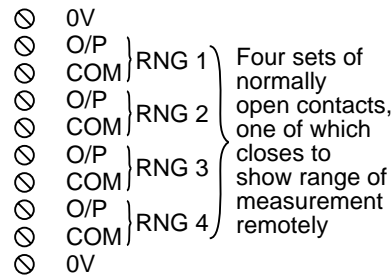 0V
O/P
COM
RNG 1
O/P
COM
RNG 2
O/P
COM
RNG 3
O/P
COM
RNG 4
0V
Four sets of
normally
open contacts,
one of which
closes to
show range of
measurement
remotely